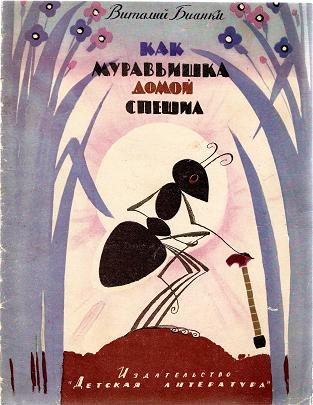 Виталий Бианки
КАК
МУРАВЬИШКА
ДОМОЙ
СПЕШИЛ
Издательство
"Детская литература"